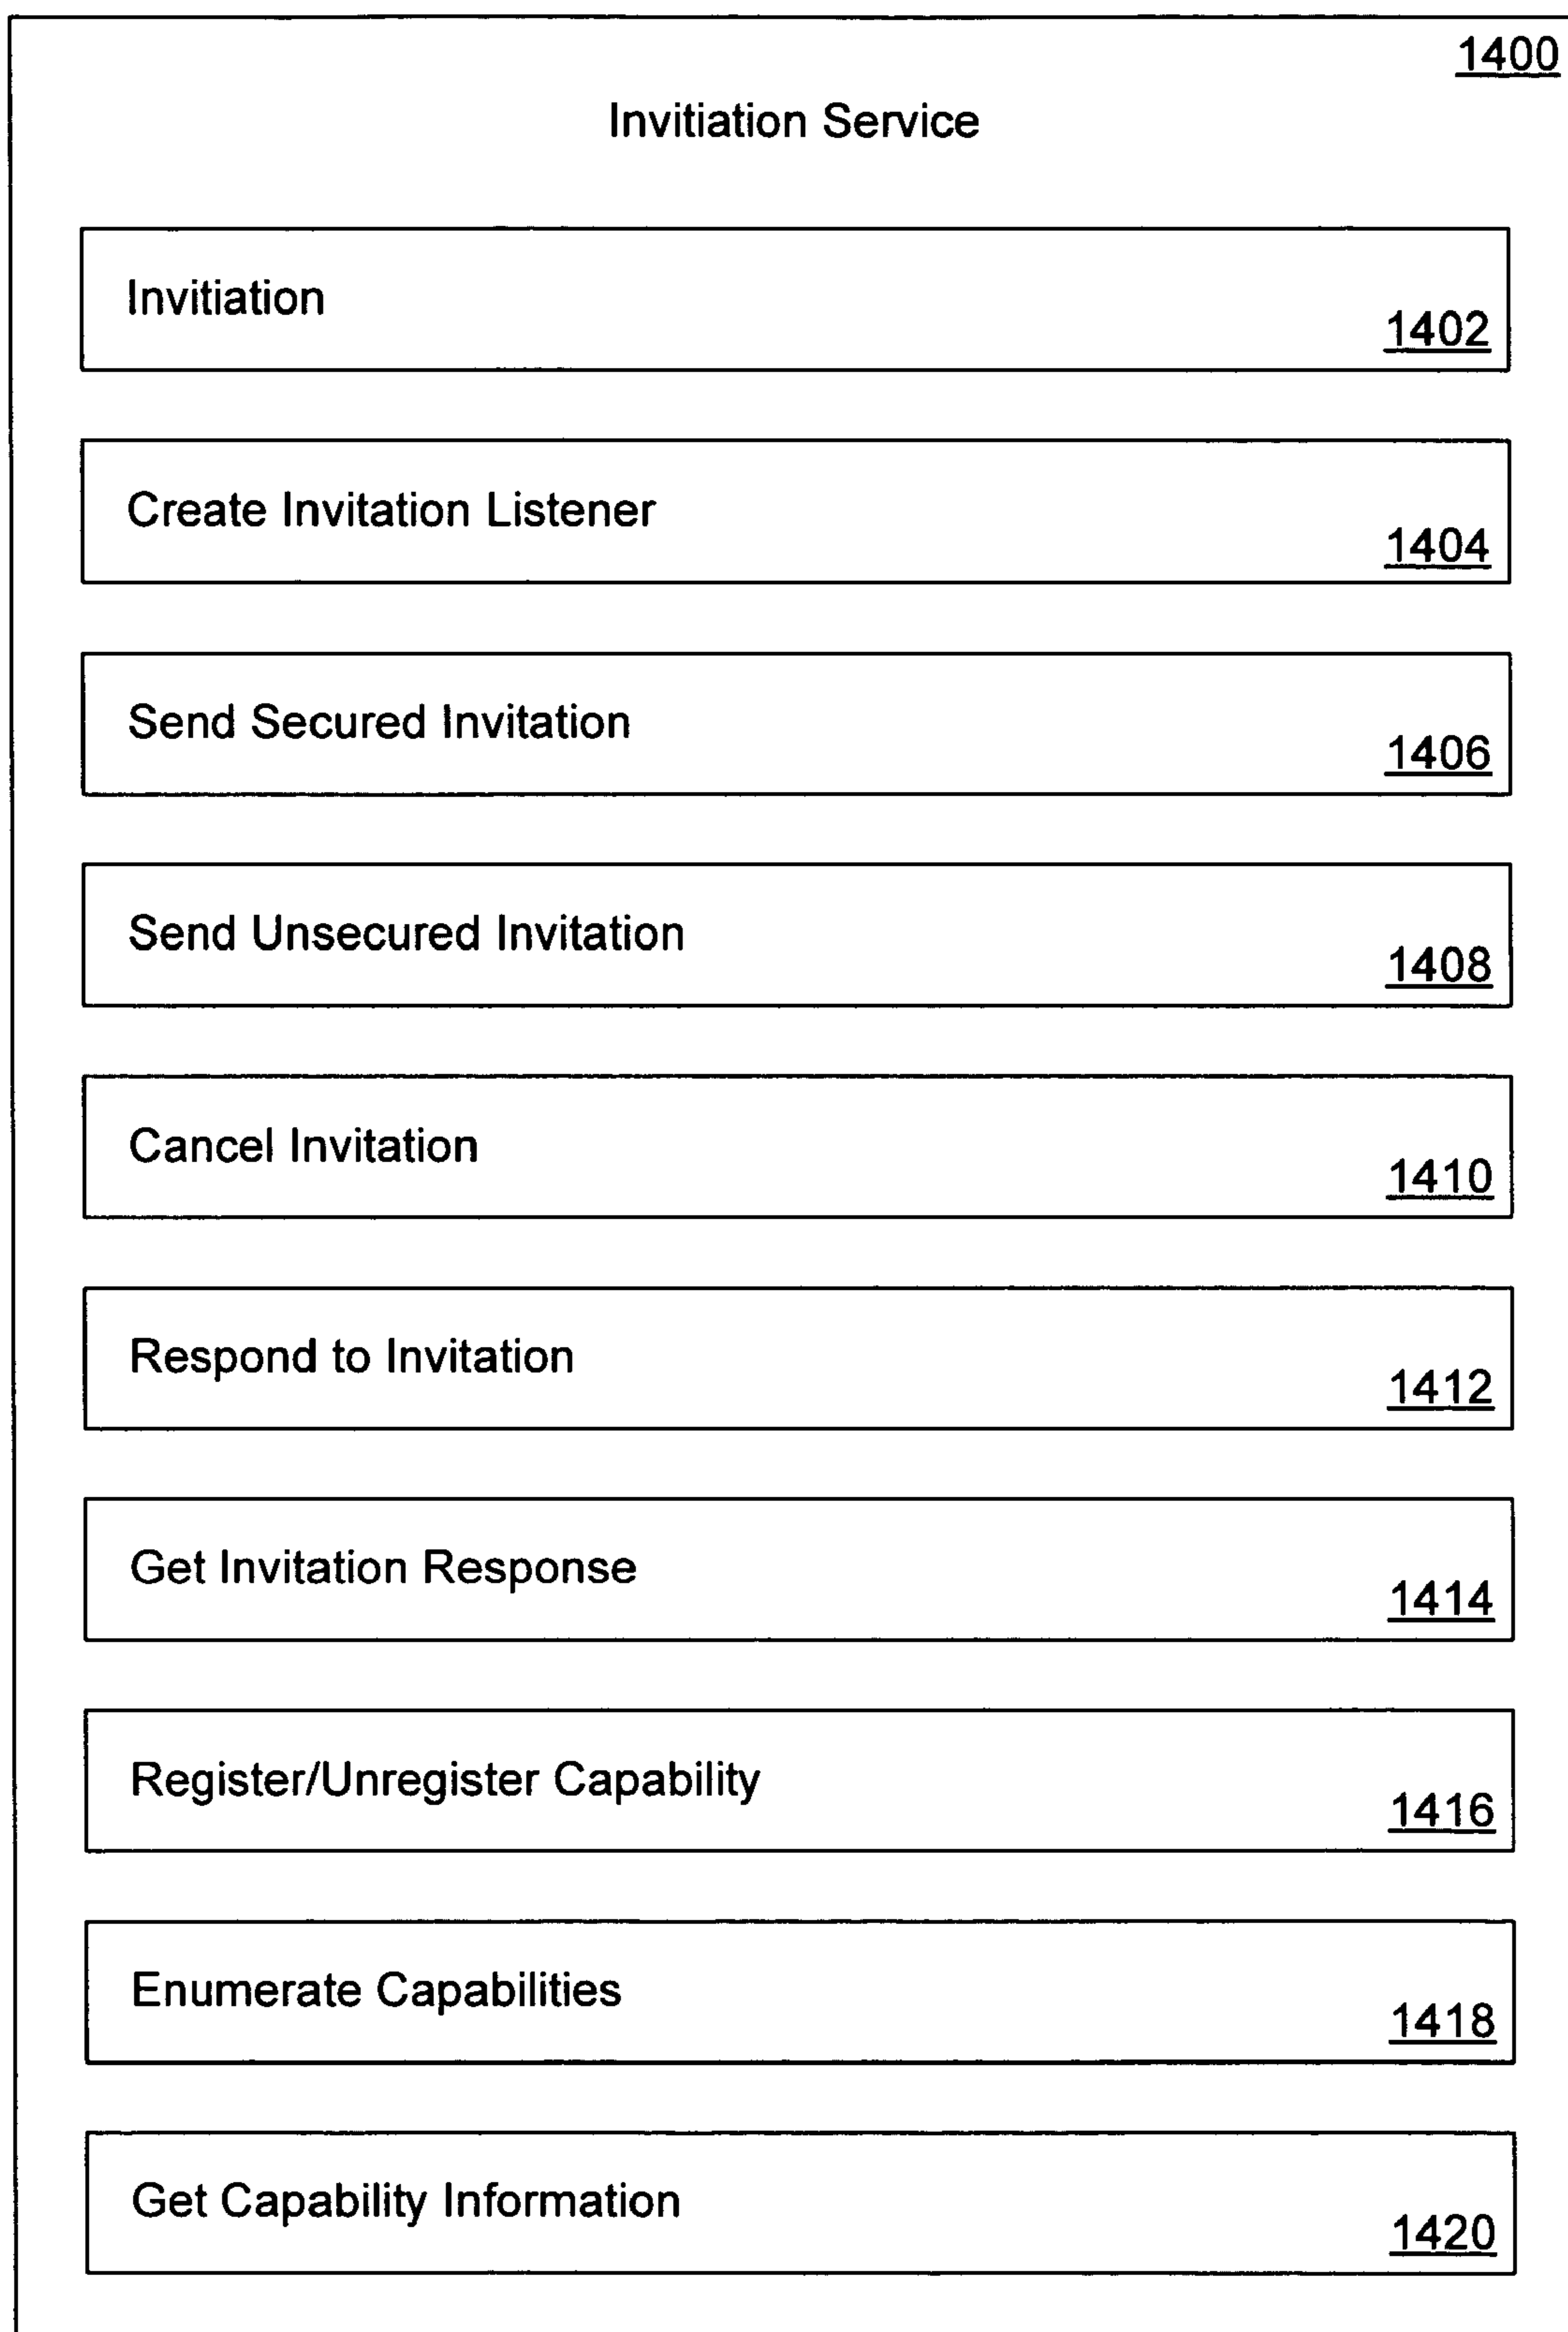 1400
Invitiation Service
Invitiation
1402
Create Invitation Listener
1404
Send Secured Invitation
1406
Send Unsecured Invitation
1408
Cancel Invitation
1410
Respond to Invitation
1412
Get Invitation Response
1414
Register/Unregister Capability
1416
Enumerate Capabilities
1418
Get Capability Information
1420